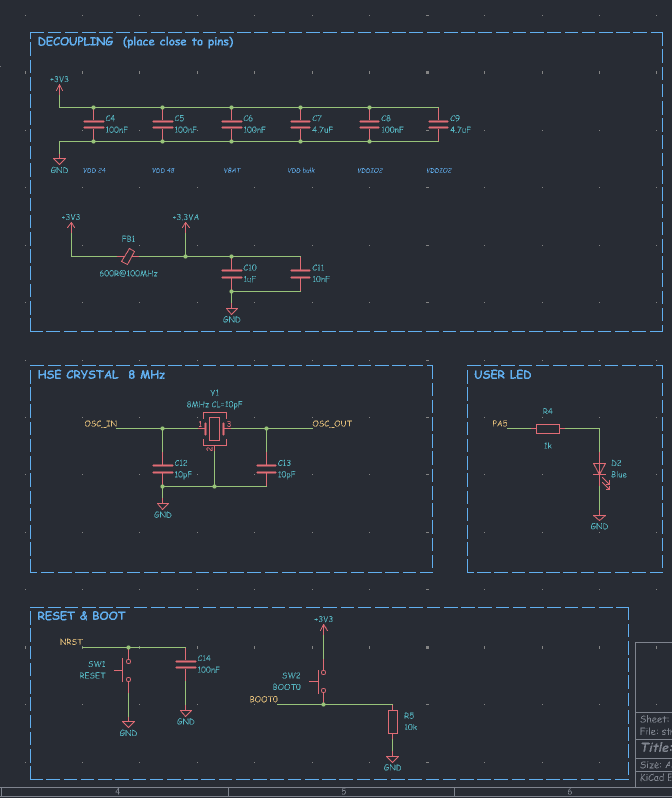 DECOUPLING (place close to pins)
+3V3
C4 C5 C6 C7 C8 C9
100nF 100nF 100nF 4.7uF 100nF 4.7uF
GND VDD 24 VDD 48 VBAT VDD bulk VDDIO2 VDDIO2
+3V3 +3.3VA
FB1
600R@100MHz
C10 C11
1uF 10nF
GND
HSE CRYSTAL 8 MHz
Y1
8MHz CL=10pF
OSC_IN 1 3 OSC_OUT
2
C12 C13
10pF 10pF
GND
USER LED
R4
PA5
1k
D2
Blue
GND
RESET & BOOT
+3V3
NRST
SW1
RESET
C14
100nF
GND
GND
SW2
BOOT0
BOOT0
R5
10k
GND
Sheet:
Title:
KiCad E
4 5 6